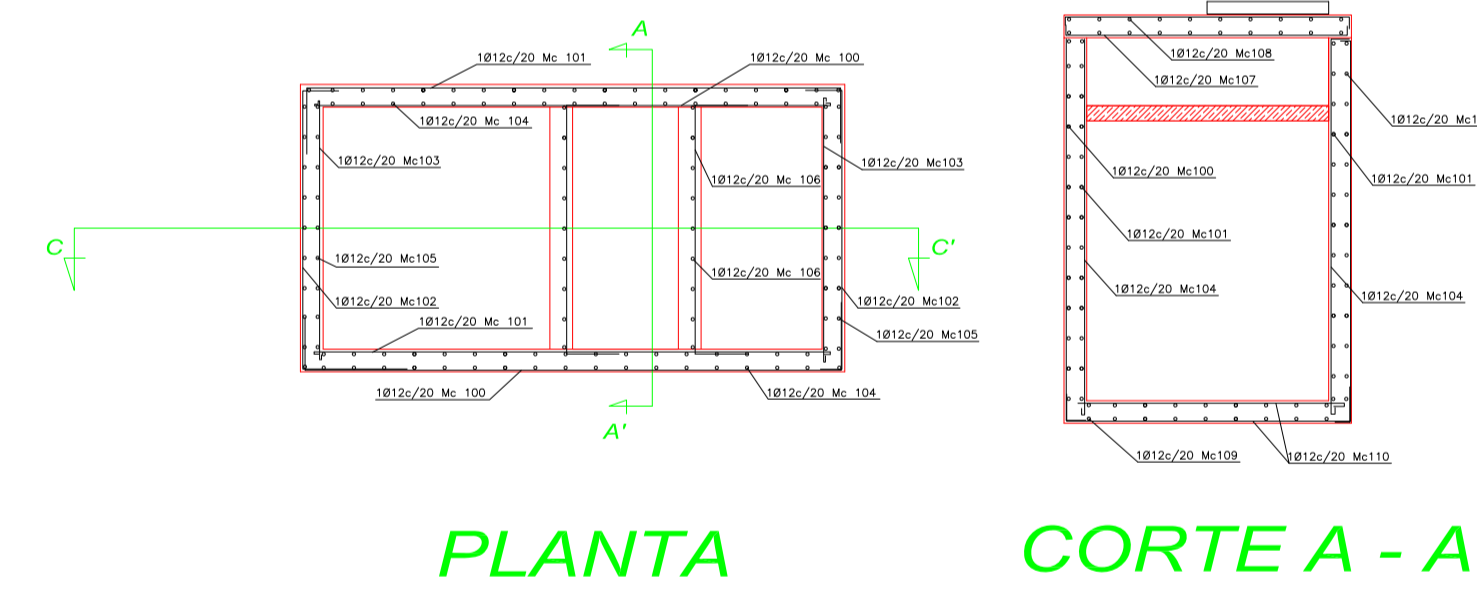 A
1Ø12c/20 Mc 101
1Ø12c/20 Mc 100
1Ø12c/20 Mc 104
1Ø12c/20 Mc103
1Ø12c/20 Mc103
1Ø12c/20 Mc 106
C
C'
1Ø12c/20 Mc105
1Ø12c/20 Mc 106
1Ø12c/20 Mc102
1Ø12c/20 Mc102
1Ø12c/20 Mc 101
1Ø12c/20 Mc105
1Ø12c/20 Mc 100
1Ø12c/20 Mc 104
A'
PLANTA
1Ø12c/20 Mc108
1Ø12c/20 Mc107
1Ø12c/20 Mc1
1Ø12c/20 Mc100
1Ø12c/20 Mc101
1Ø12c/20 Mc101
1Ø12c/20 Mc104
1Ø12c/20 Mc104
1Ø12c/20 Mc109
1Ø12c/20 Mc110
CORTE A - A